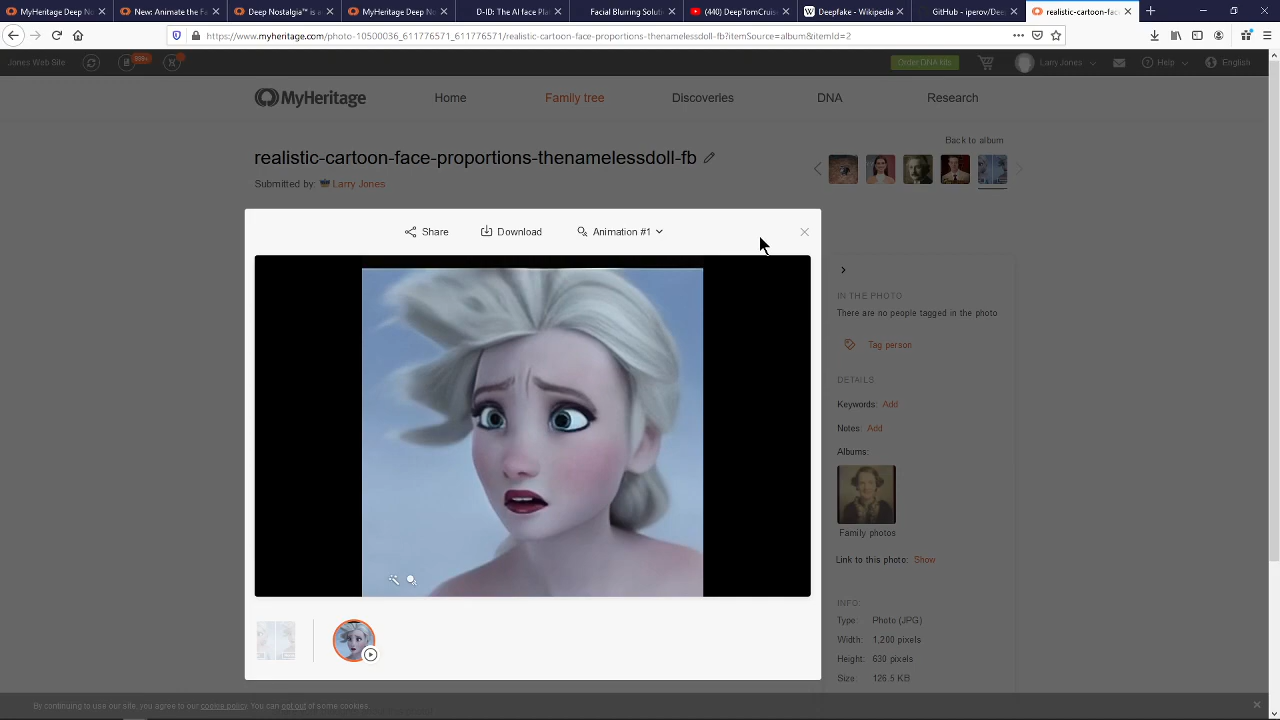 MyHeritage Deep No
New: Animate the Fa
Deep Nostalgia™ is
MyHeritage Deep No
D-ID: The AI face Pla
Facial Blurring Soluti
(440) DeepTomCruise
Deepfake - Wikipedia
GitHub - iperov/Deep
realistic-cartoon-face
https://www.myheritage.com/photo-10500036_611776571_611776571/realistic-cartoon-face-proportions-thenamelessdoll-fb?itemSource=album&itemId=2
Jones Web Site
Order DNA kits
Larry Jones
Help
English
MyHeritage
Home
Family tree
Discoveries
DNA
Research
Back to album
realistic-cartoon-face-proportions-thenamelessdoll-fb
Submitted by: Larry Jones
Share
Download
Animation #1
IN THE PHOTO
There are no people tagged in the photo
Tag person
DETAILS
Keywords: Add
Notes: Add
Albums:
Family photos
Link to this photo: Show
INFO:
Type: Photo (JPG)
Width: 1,200 pixels
Height: 630 pixels
Size: 126.5 KB
By continuing to use our site, you agree to our cookie policy. You can opt out of some cookies.